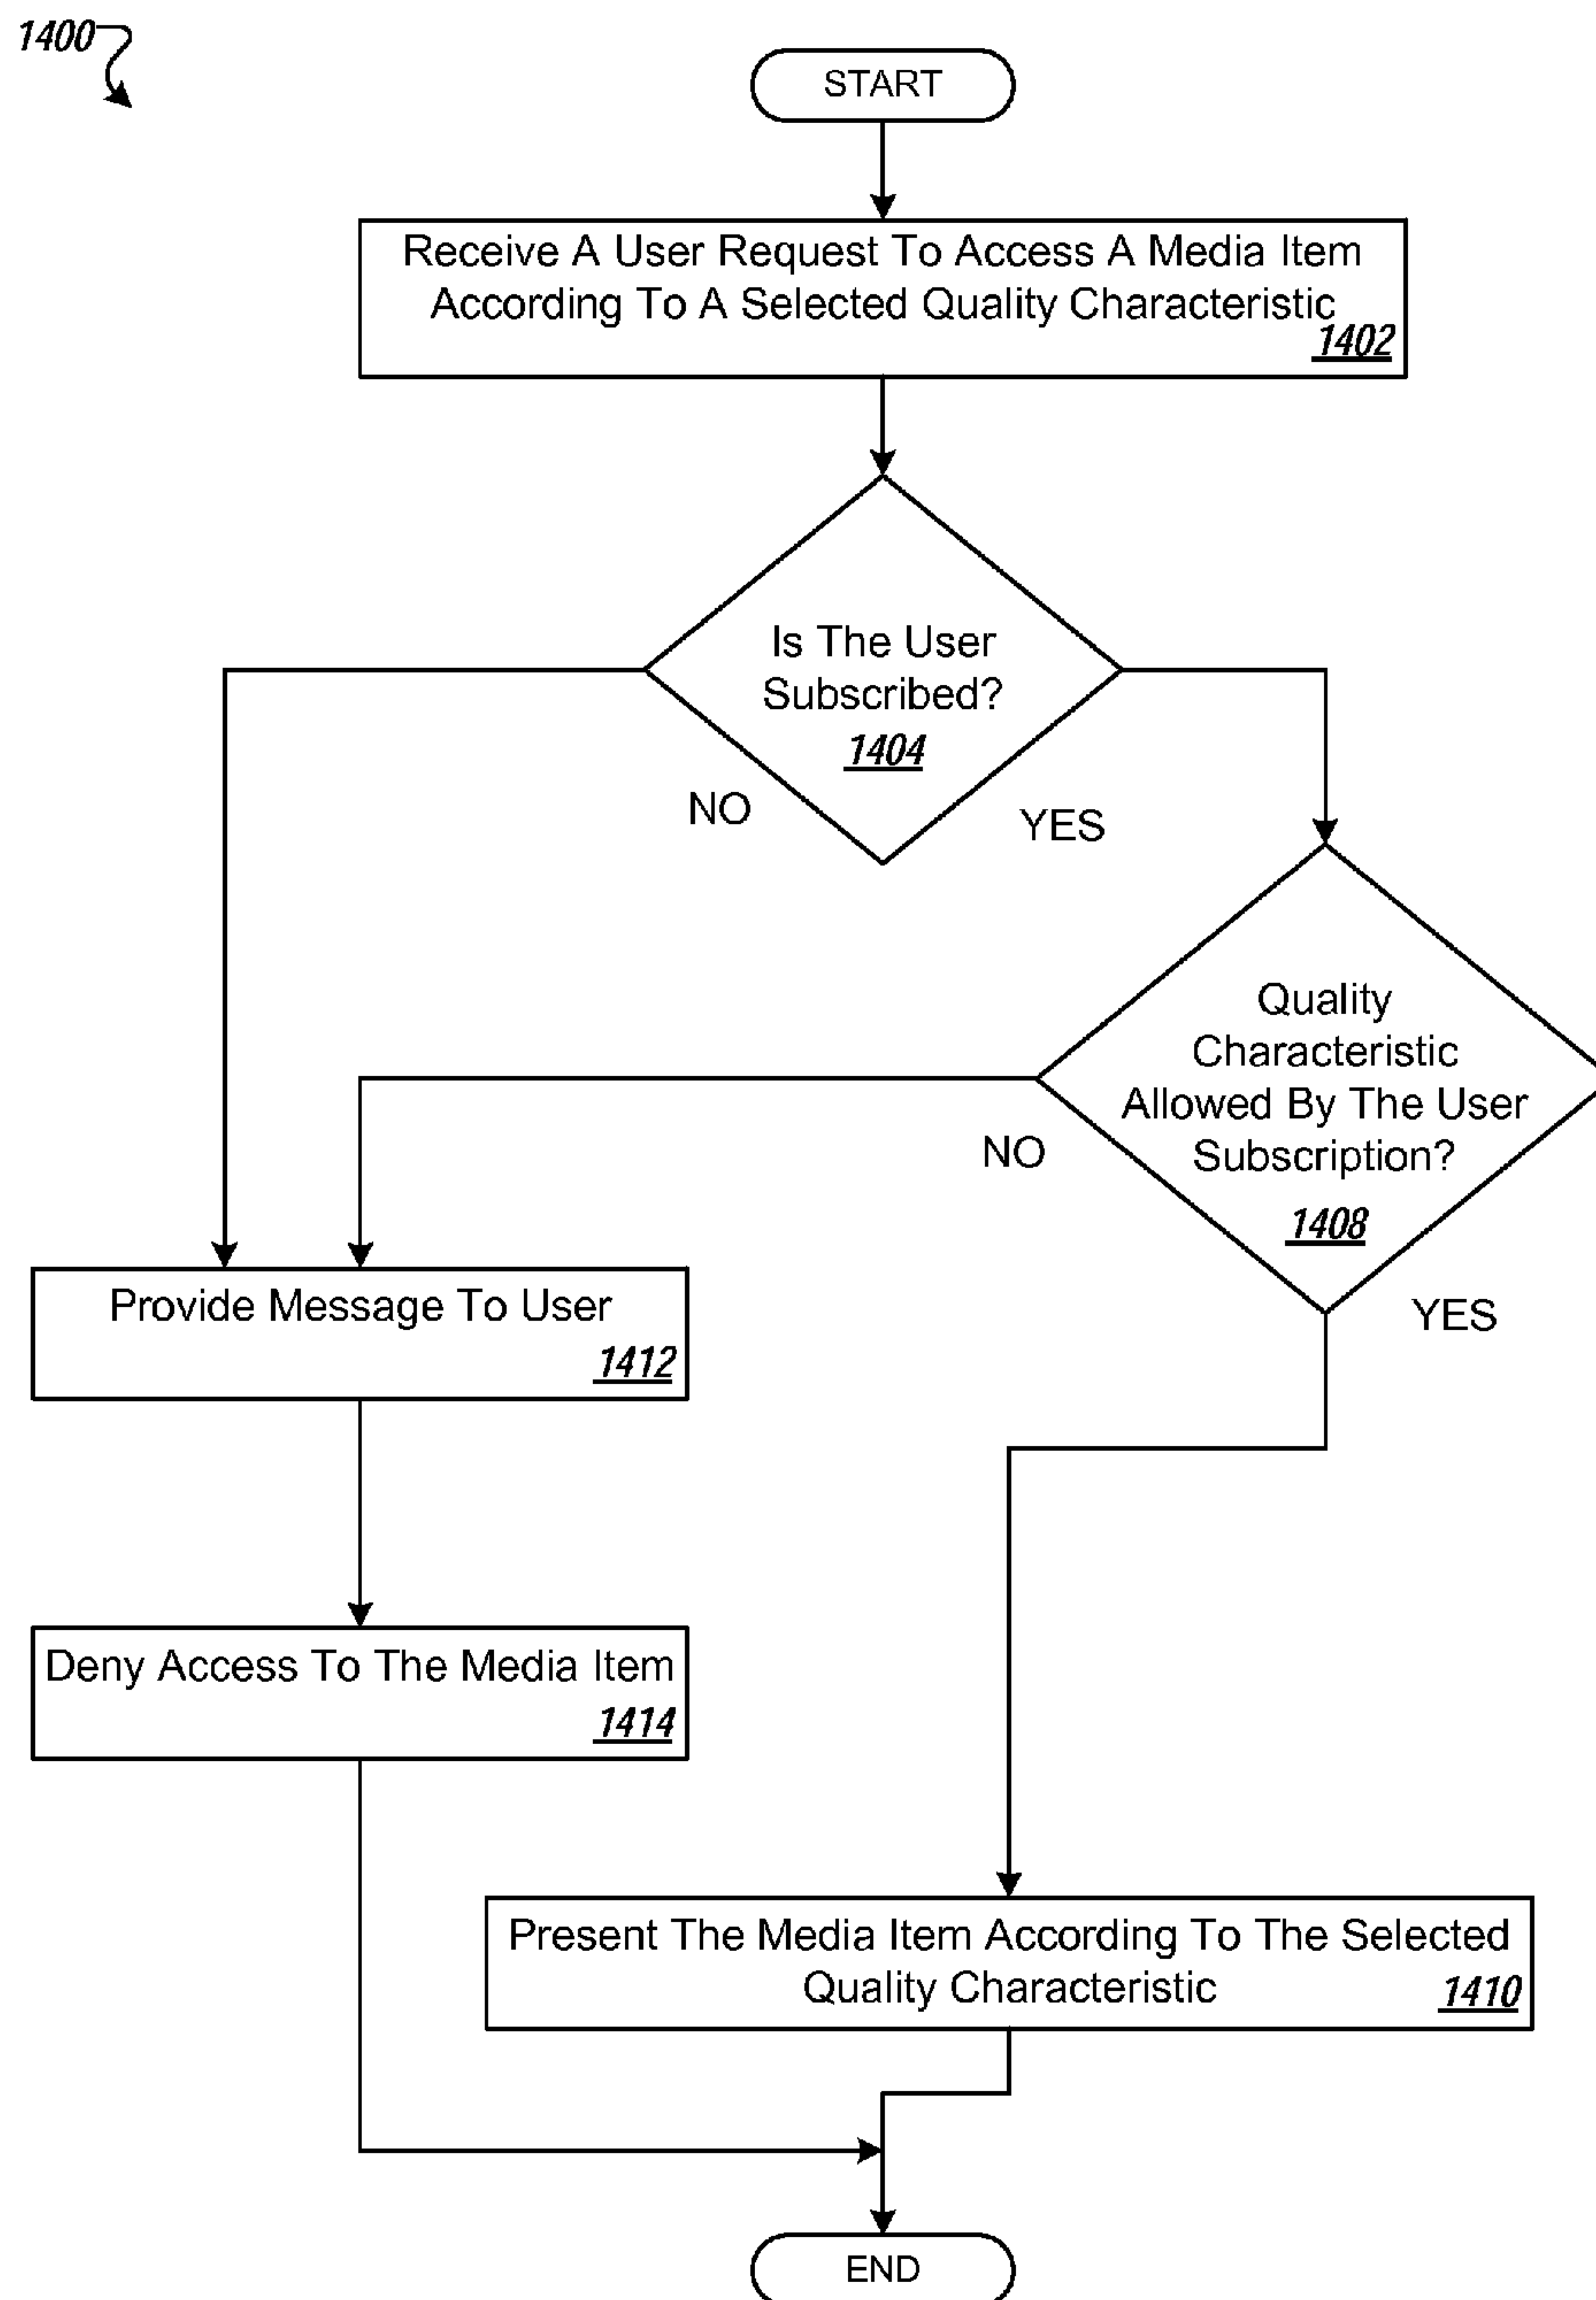 1400
START
Receive A User Request To Access A Media Item
According To A Selected Quality Characteristic
1402
Is The User
Subscribed?
1404
NO
YES
Quality
Characteristic
Allowed By The User
Subscription?
1408
NO
YES
Provide Message To User
1412
Deny Access To The Media Item
1414
Present The Media Item According To The Selected
Quality Characteristic
1410
END